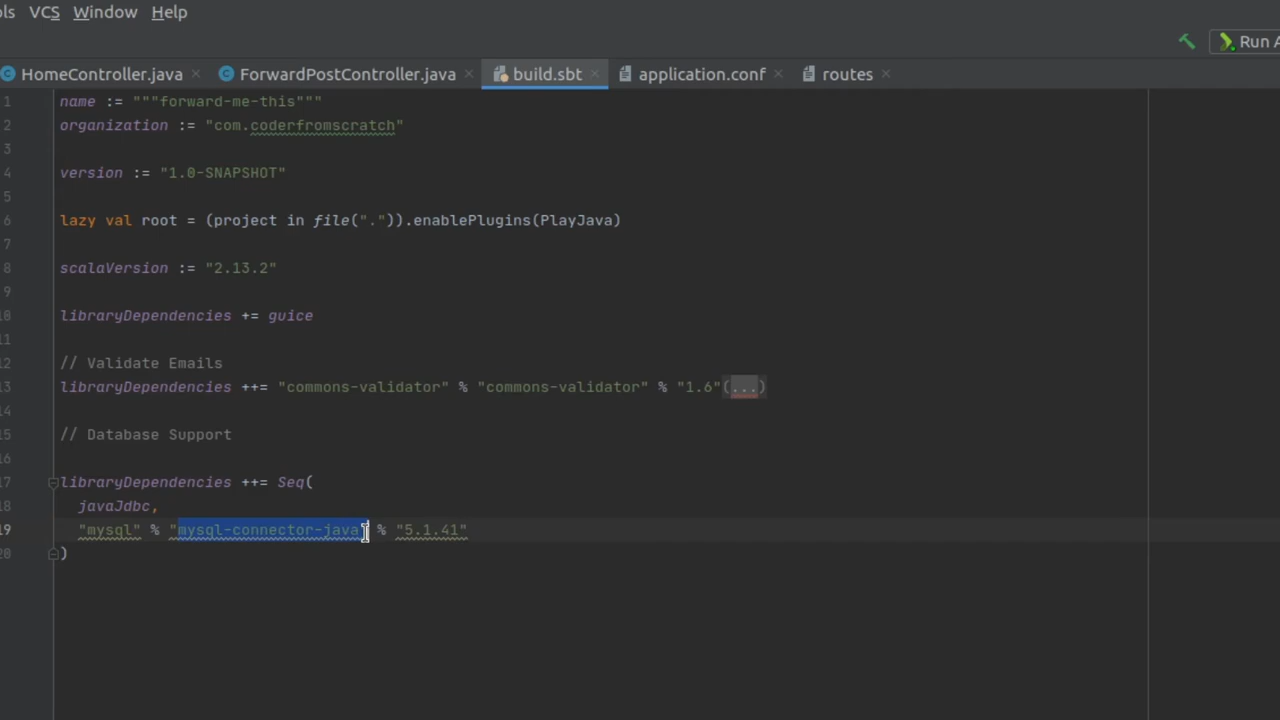 ols VCS Window Help
Run A
HomeController.java ForwardPostController.java build.sbt application.conf routes
1 name := """forward-me-this"""
2 organization := "com.coderfromscratch"
3
4 version := "1.0-SNAPSHOT"
5
6 lazy val root = (project in file(".")).enablePlugins(PlayJava)
7
8 scalaVersion := "2.13.2"
9
10 libraryDependencies += guice
11
12 // Validate Emails
13 libraryDependencies ++= "commons-validator" % "commons-validator" % "1.6"(...)
14
15 // Database Support
16
17 libraryDependencies ++= Seq(
18 javaJdbc,
19 "mysql" % "mysql-connector-java" % "5.1.41"
20 )